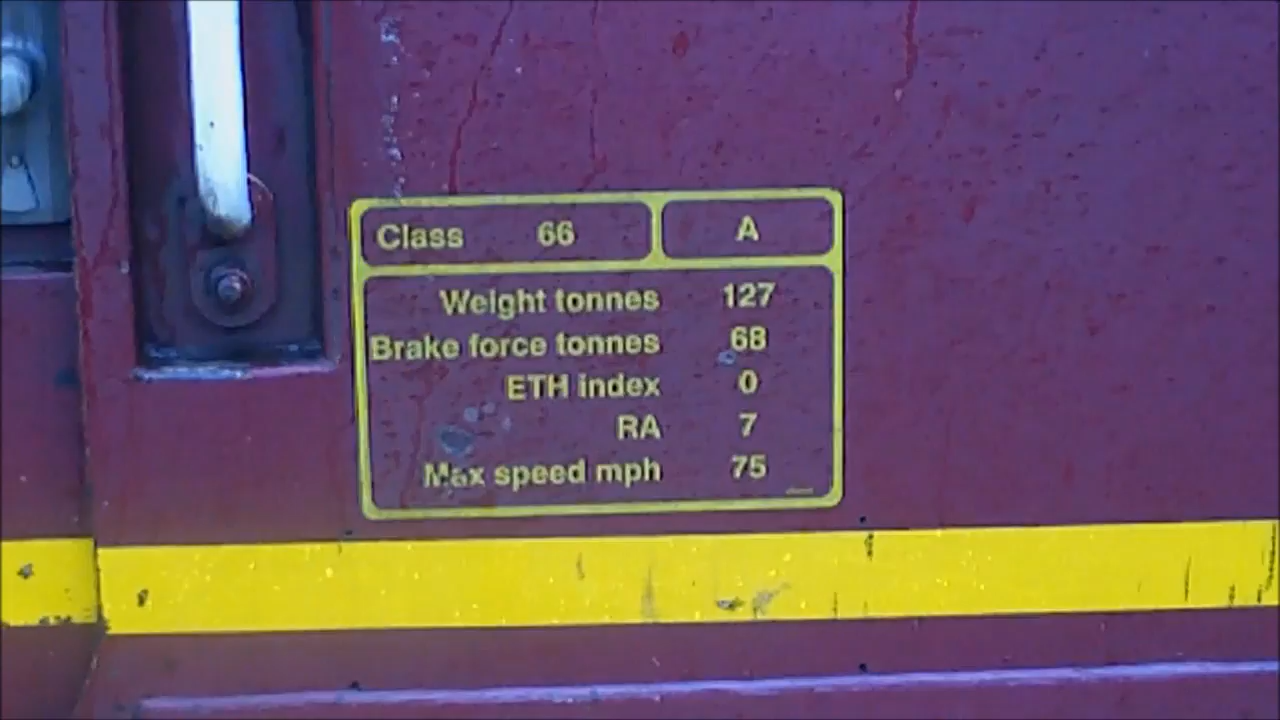 Class 66 A
Weight tonnes 127
Brake force tonnes 68
ETH index 0
RA 7
Max speed mph 75